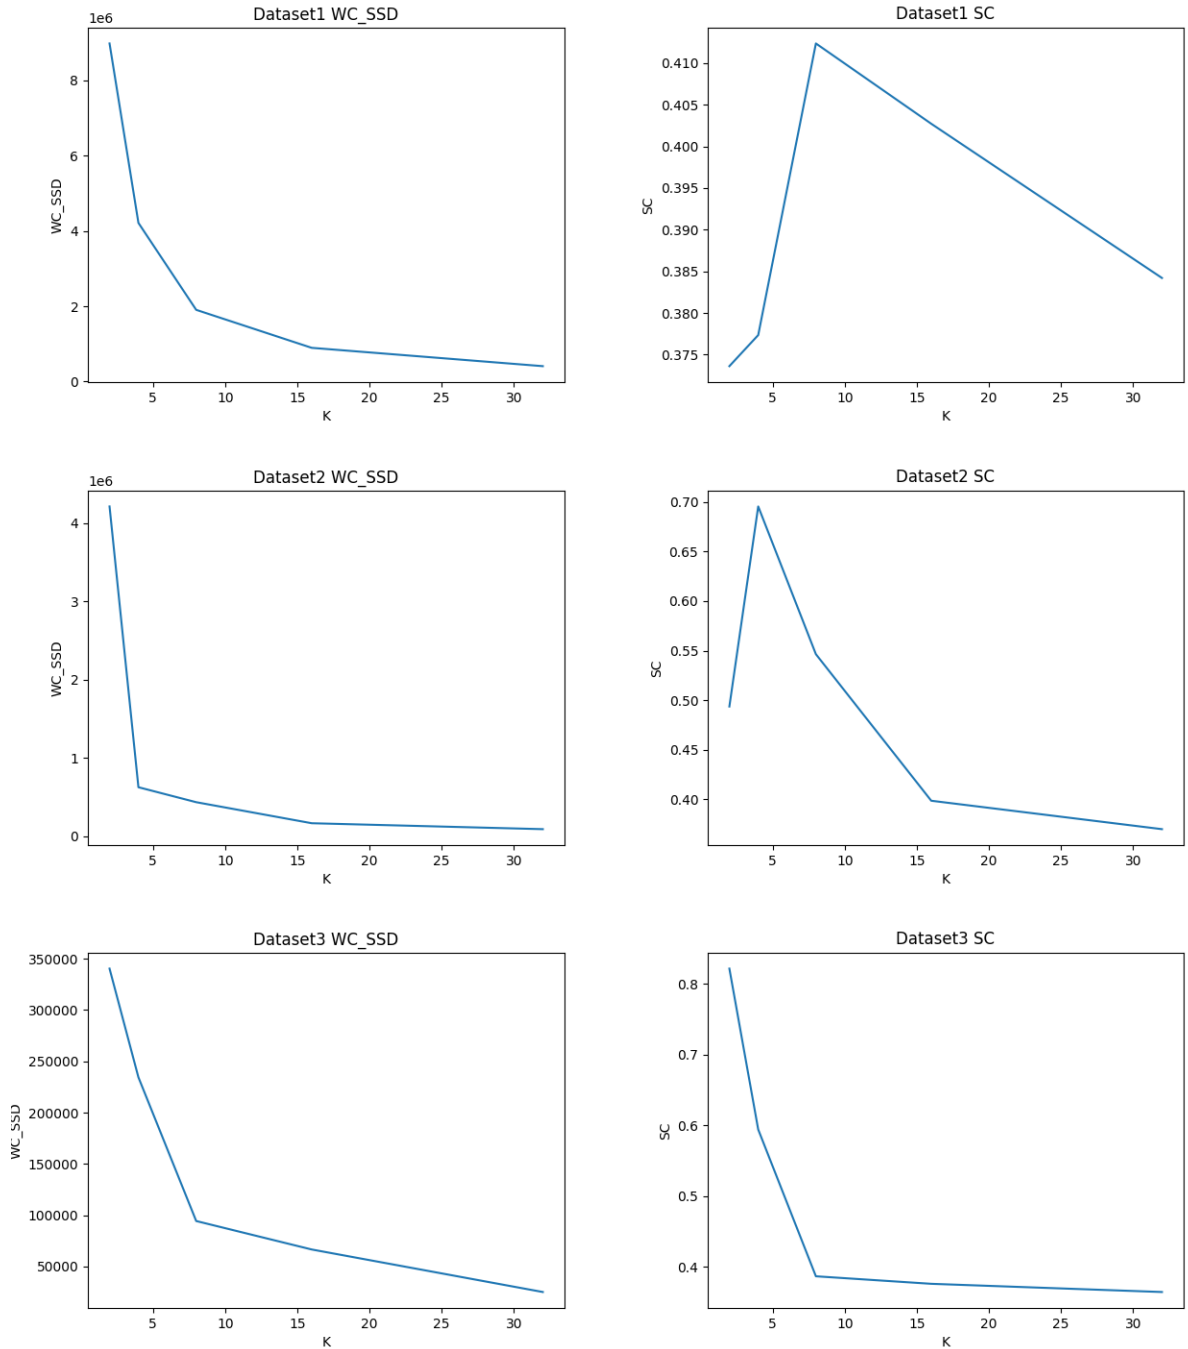 Dataset1 WC_SSD
1e6
8
6
4
2
0
WC_SSD
5 10 15 20 25 30
K
Dataset1 SC
0.410
0.405
0.400
0.395
0.390
0.385
0.380
0.375
SC
5 10 15 20 25 30
K
Dataset2 WC_SSD
1e6
4
3
2
1
0
WC_SSD
5 10 15 20 25 30
K
Dataset2 SC
0.70
0.65
0.60
0.55
0.50
0.45
0.40
SC
5 10 15 20 25 30
K
Dataset3 WC_SSD
350000
300000
250000
200000
150000
100000
50000
WC_SSD
5 10 15 20 25 30
K
Dataset3 SC
0.8
0.7
0.6
0.5
0.4
SC
5 10 15 20 25 30
K